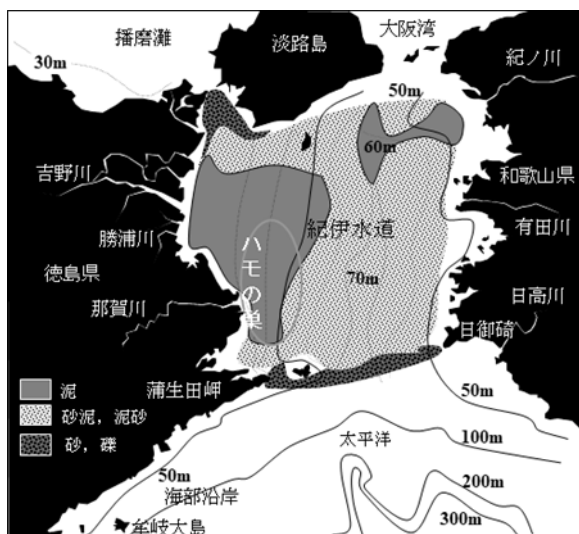 播磨灘
淡路島
大阪湾
紀ノ川
30m
50m
60m
吉野川
和歌山県
紀伊水道
有田川
勝浦川
ハモの巣
徳島県
70m
日高川
那賀川
日御碕
泥
蒲生田岬
50m
砂泥，泥砂
砂，礫
太平洋
100m
50m
200m
海部沿岸
300m
牟岐大島